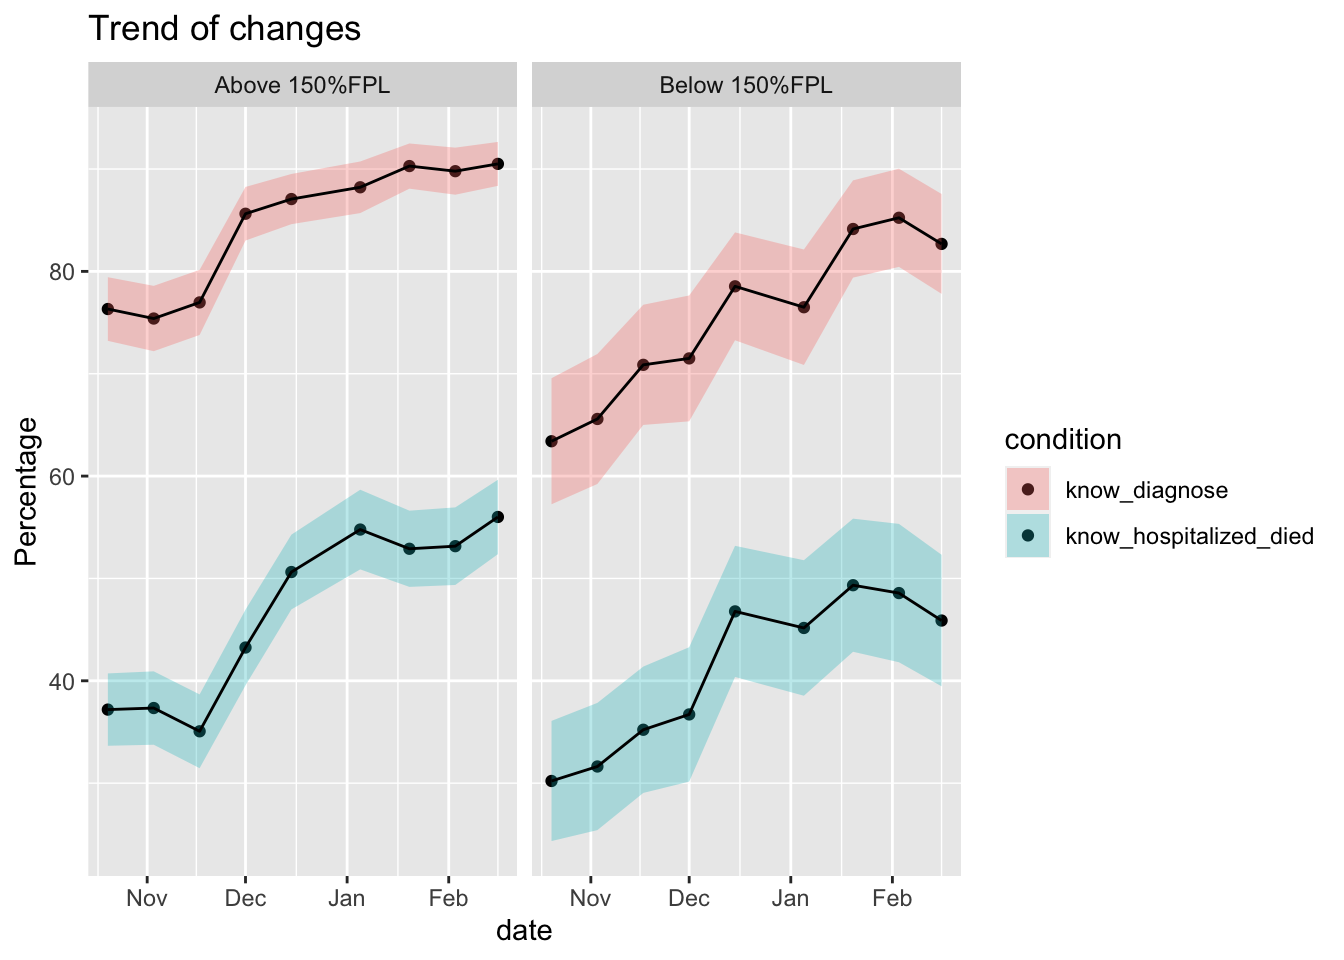 Trend of changes
Above 150%FPL
Below 150%FPL
Percentage
80
60
40
Nov Dec Jan Feb
Nov Dec Jan Feb
date
condition
know_diagnose
know_hospitalized_died